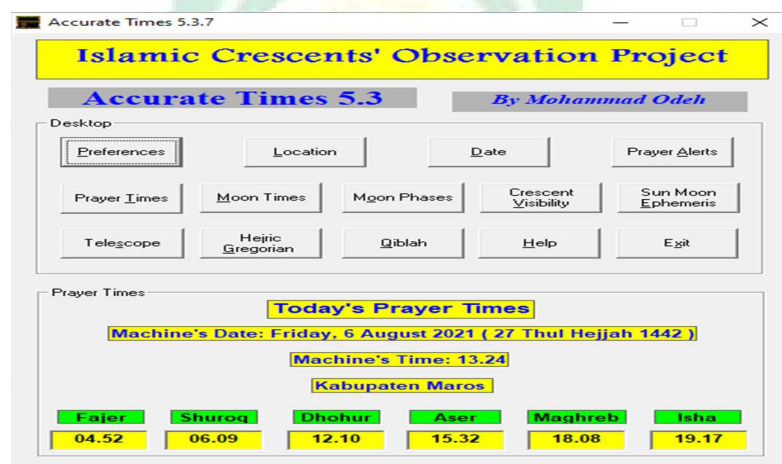 Accurate Times 5.3.7
Islamic Crescents' Observation Project
Accurate Times 5.3 By Mohammad Odeh
Desktop
Preferences Location Date Prayer Alerts
Prayer Times Moon Times Moon Phases Crescent Visibility Sun Moon Ephemeris
Telescope Hejric Gregorian Qiblah Help Exit
Prayer Times
Today's Prayer Times
Machine's Date: Friday, 6 August 2021 ( 27 Thul Hejjah 1442 )
Machine's Time: 13.24
Kabupaten Maros
Fajer Shuroq Dhohur Aser Maghreb Isha
04.52 06.09 12.10 15.32 18.08 19.17